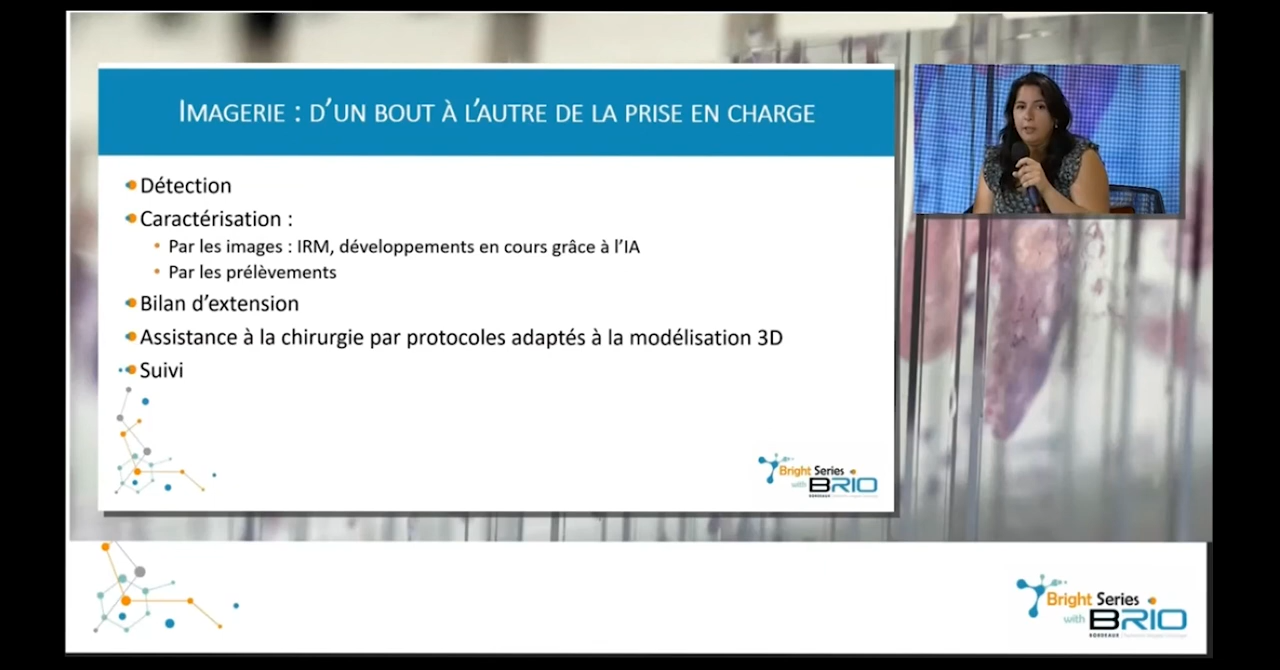 IMAGERIE : D’UN BOUT À L’AUTRE DE LA PRISE EN CHARGE
Détection
Caractérisation :
Par les images : IRM, développements en cours grâce à l’IA
Par les prélèvements
Bilan d’extension
Assistance à la chirurgie par protocoles adaptés à la modélisation 3D
Suivi
Bright Series
with BRIO
BORDEAUX
Bright Series
with BRIO
BORDEAUX